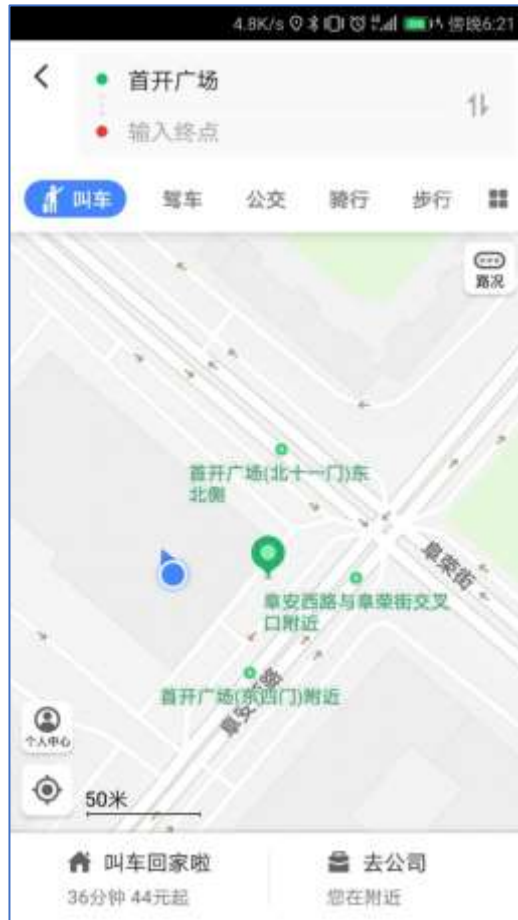 4.8K/s 傍晚6:21
首开广场
输入终点
叫车 驾车 公交 骑行 步行
路况
首开广场(北十一门)东
北侧
阜荣街
阜安西路与阜荣街交叉
口附近
首开广场(东四门)附近
个人中心
50米
叫车回家啦 去公司
36分钟 44元起 您在附近